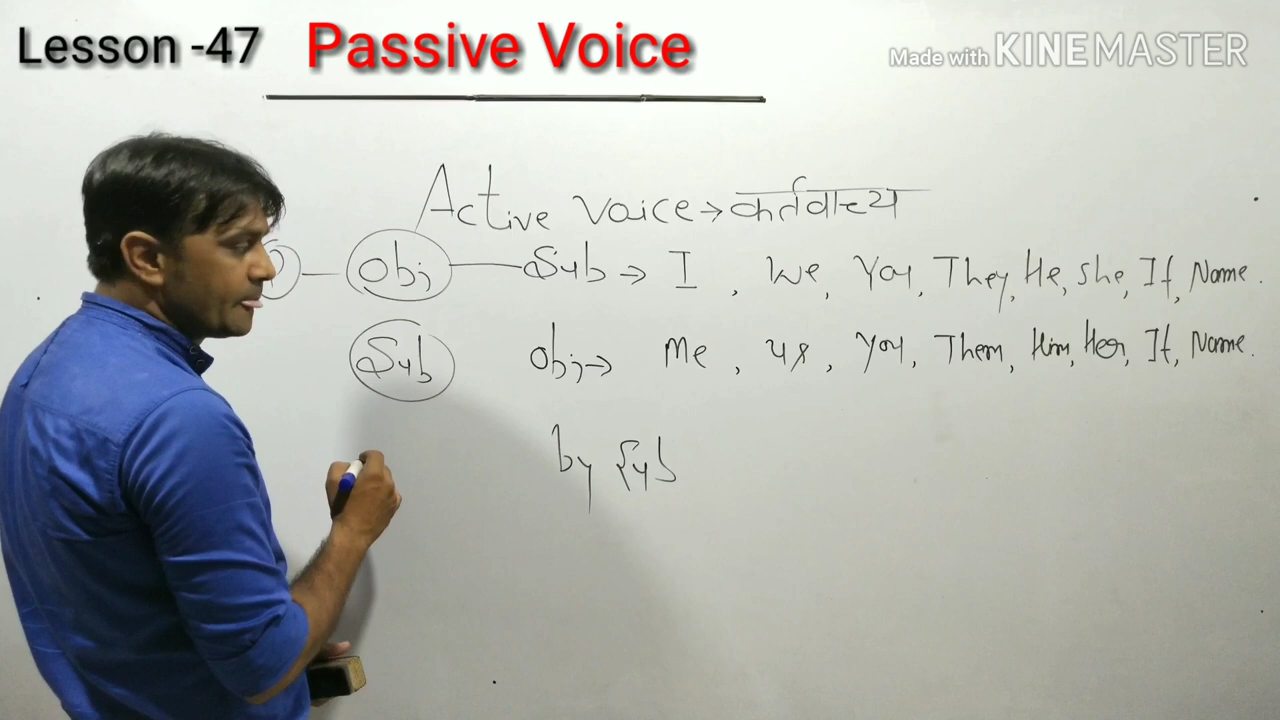 Lesson -47 Passive Voice
Made with KINEMASTER
Active Voice → कर्तवाच्य
Obj — Sub → I, We, You, They, He, She, It, Name.
Sub Obj → Me, us, You, Them, Him, Her, It, Name.
by Sub